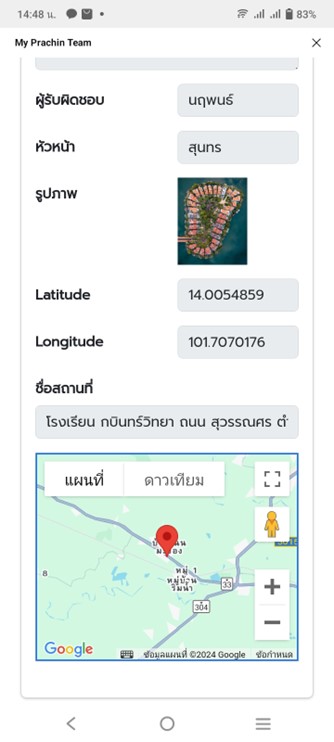 14:48 น.
83%
My Prachin Team
ผู้รับผิดชอบ
นฤพนธ์
หัวหน้า
สุนทร
รูปภาพ
Latitude
14.0054859
Longitude
101.7070176
ชื่อสถานที่
โรงเรียน กบินทร์วิทยา ถนน สุวรรณศร ตำ
แผนที่
ดาวเทียม
หมู่ 1
หมู่บ้าน
วังน้ำ
8
33
304
Google
ข้อมูลแผนที่ ©2024 Google
ข้อกำหนด